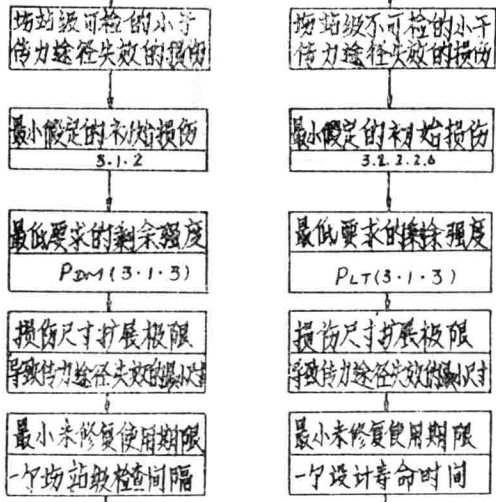 场站级可检的小于
传力途径失效的损伤
最小假定的初始损伤
3.1.2
最低要求的剩余强度
PDM(3·1·3)
损伤尺寸扩展极限
导致传力途径失效的最小尺寸
最小未修复使用期限
一个场站级检查间隔
场站级不可检的小于
传力途径失效的损伤
最小假定的初始损伤
3.2.2.2.b
最低要求的剩余强度
PLT(3·1·3)
损伤尺寸扩展极限
导致传力途径失效的最小尺寸
最小未修复使用期限
一个设计寿命时间